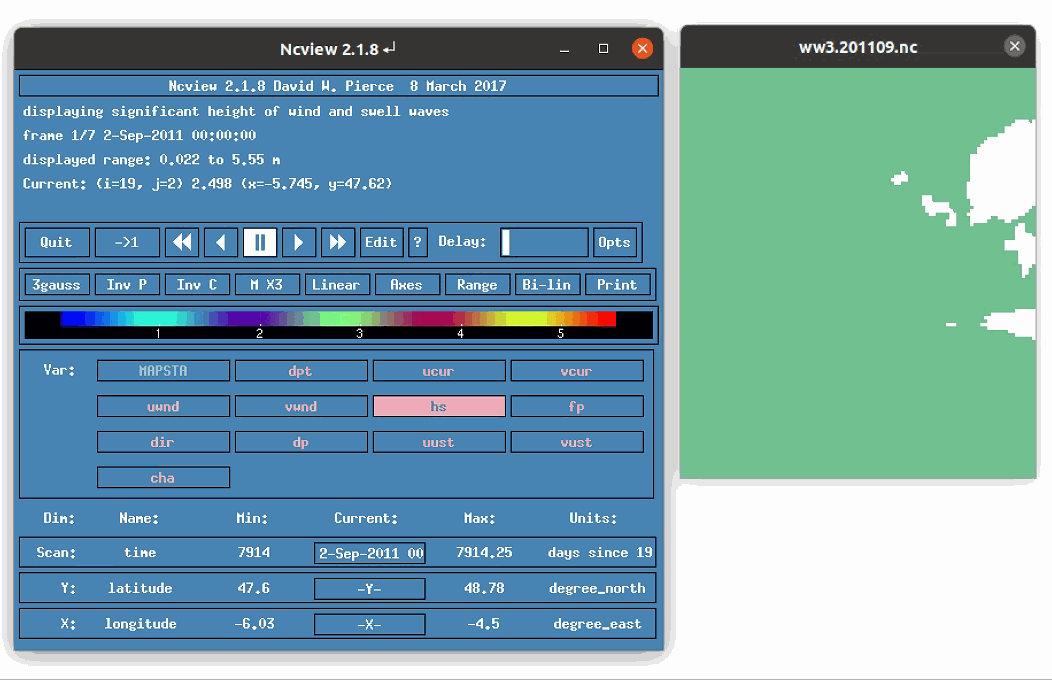 Ncview 2.1.8
ww3.201109.nc
Ncview 2.1.8 David W. Pierce  8 March 2017
displaying significant height of wind and swell waves
frame 1/7 2-Sep-2011 00:00:00
displayed range: 0.022 to 5.55 m
Current: (i=19, j=2) 2.498 (x=-5.745, y=47.62)
Quit ->1 Edit ? Delay: Opts
3gauss Inv P Inv C M X3 Linear Axes Range Bi-lin Print
1 2 3 4 5
Var: MAPSTA dpt ucur vcur
uwnd vwnd hs fp
dir dp uust vust
cha
Dim: Name: Min: Current: Max: Units:
Scan: time 7914 2-Sep-2011 00 7914.25 days since 19
Y: latitude 47.6 -Y- 48.78 degree_north
X: longitude -6.03 -X- -4.5 degree_east